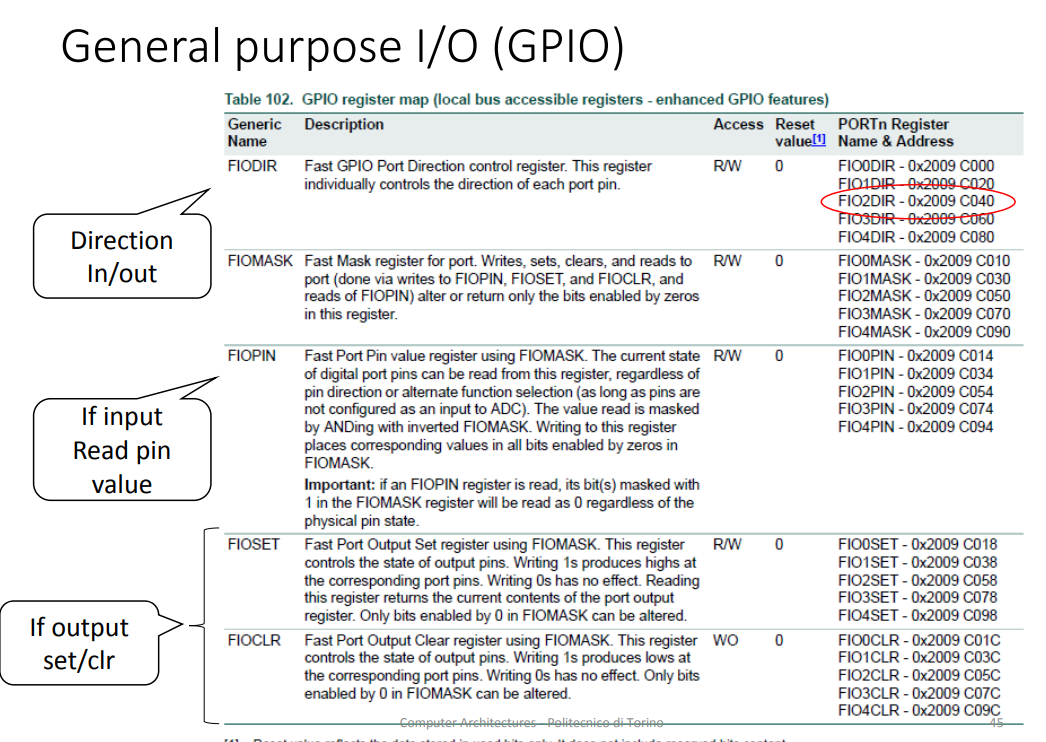 General purpose I/O (GPIO)
Table 102. GPIO register map (local bus accessible registers - enhanced GPIO features)
Generic Name Description Access Reset value[1] PORTn Register Name & Address
FIODIR Fast GPIO Port Direction control register. This register R/W 0 FIO0DIR - 0x2009 C000
individually controls the direction of each port pin. FIO1DIR - 0x2009 C020
FIO2DIR - 0x2009 C040
FIO3DIR - 0x2009 C060
FIO4DIR - 0x2009 C080
Direction
In/out
FIOMASK Fast Mask register for port. Writes, sets, clears, and reads to R/W 0 FIO0MASK - 0x2009 C010
port (done via writes to FIOPIN, FIOSET, and FIOCLR, and FIO1MASK - 0x2009 C030
reads of FIOPIN) alter or return only the bits enabled by zeros FIO2MASK - 0x2009 C050
in this register. FIO3MASK - 0x2009 C070
FIO4MASK - 0x2009 C090
FIOPIN Fast Port Pin value register using FIOMASK. The current state R/W 0 FIO0PIN - 0x2009 C014
of digital port pins can be read from this register, regardless of FIO1PIN - 0x2009 C034
pin direction or alternate function selection (as long as pins are FIO2PIN - 0x2009 C054
not configured as an input to ADC). The value read is masked FIO3PIN - 0x2009 C074
by ANDing with inverted FIOMASK. Writing to this register FIO4PIN - 0x2009 C094
places corresponding values in all bits enabled by zeros in
FIOMASK.
Important: if an FIOPIN register is read, its bit(s) masked with
1 in the FIOMASK register will be read as 0 regardless of the
physical pin state.
If input
Read pin
value
FIOSET Fast Port Output Set register using FIOMASK. This register R/W 0 FIO0SET - 0x2009 C018
controls the state of output pins. Writing 1s produces highs at FIO1SET - 0x2009 C038
the corresponding port pins. Writing 0s has no effect. Reading FIO2SET - 0x2009 C058
this register returns the current contents of the port output FIO3SET - 0x2009 C078
register. Only bits enabled by 0 in FIOMASK can be altered. FIO4SET - 0x2009 C098
If output
set/clr
FIOCLR Fast Port Output Clear register using FIOMASK. This register WO 0 FIO0CLR - 0x2009 C01C
controls the state of output pins. Writing 1s produces lows at FIO1CLR - 0x2009 C03C
the corresponding port pins. Writing 0s has no effect. Only bits FIO2CLR - 0x2009 C05C
enabled by 0 in FIOMASK can be altered. FIO3CLR - 0x2009 C07C
FIO4CLR - 0x2009 C09C
Computer Architectures - Politecnico di Torino 45